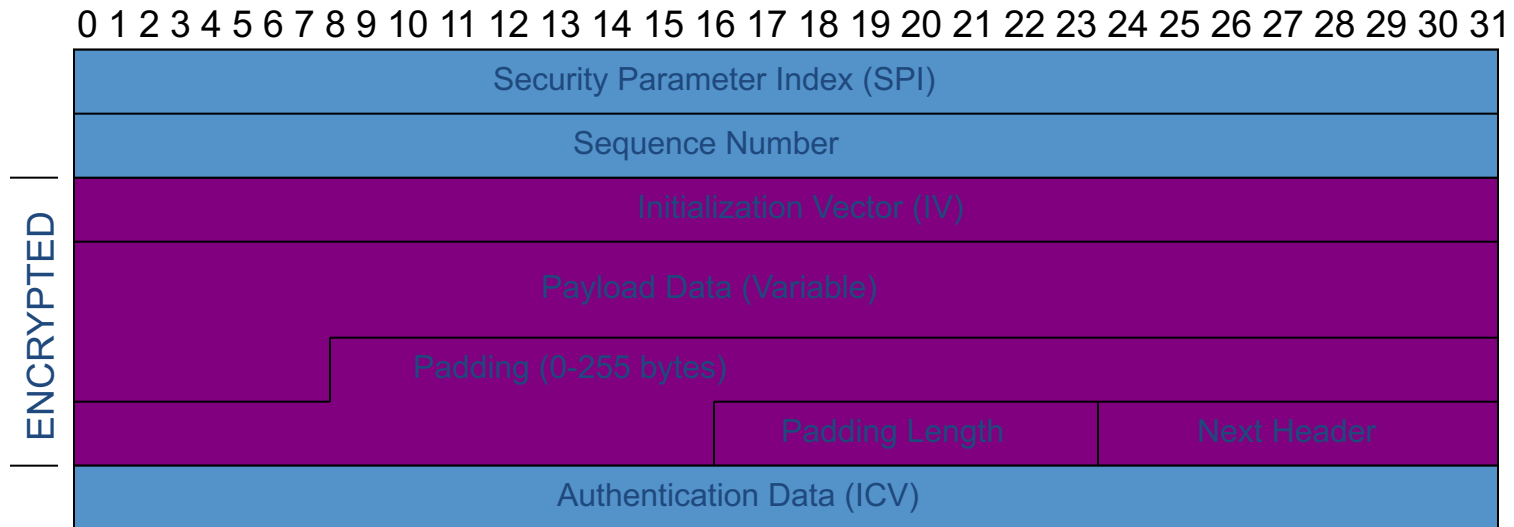 0 1 2 3 4 5 6 7 8 9 10 11 12 13 14 15 16 17 18 19 20 21 22 23 24 25 26 27 28 29 30 31
Security Parameter Index (SPI)
Sequence Number
ENCRYPTED
Initialization Vector (IV)
Payload Data (Variable)
Padding (0-255 bytes)
Padding Length Next Header
Authentication Data (ICV)